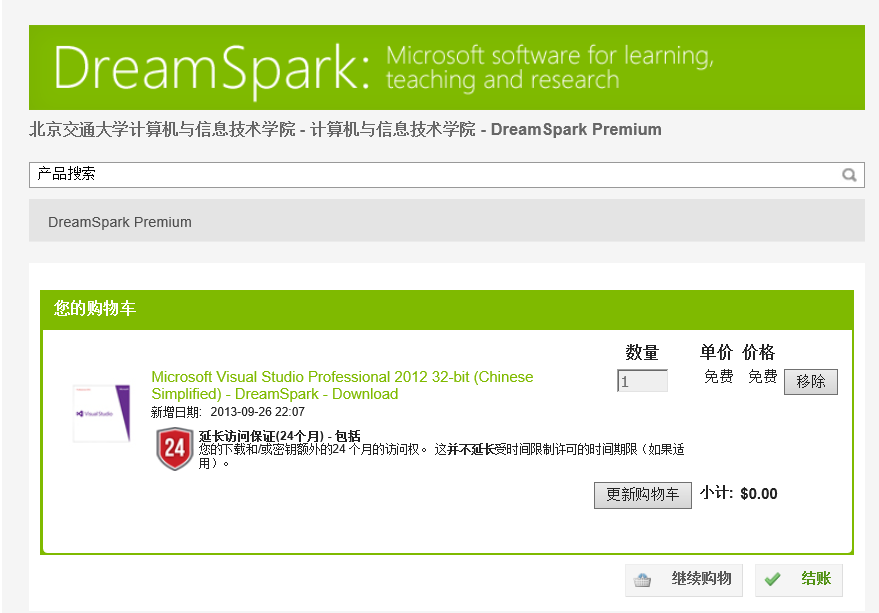 DreamSpark: Microsoft software for learning,
teaching and research
北京交通大学计算机与信息技术学院 - 计算机与信息技术学院 - DreamSpark Premium
产品搜索
DreamSpark Premium
您的购物车
数量 单价 价格
Microsoft Visual Studio Professional 2012 32-bit (Chinese
Simplified) - DreamSpark - Download
1 免费 免费 移除
新增日期: 2013-09-26 22:07
Visual Studio
24
延长访问保证(24个月) - 包括
您的下载和/或密钥额外的24 个月的访问权。 这并不延长受时间限制许可的时间期限（如果适
用）。
更新购物车 小计: $0.00
继续购物 结账